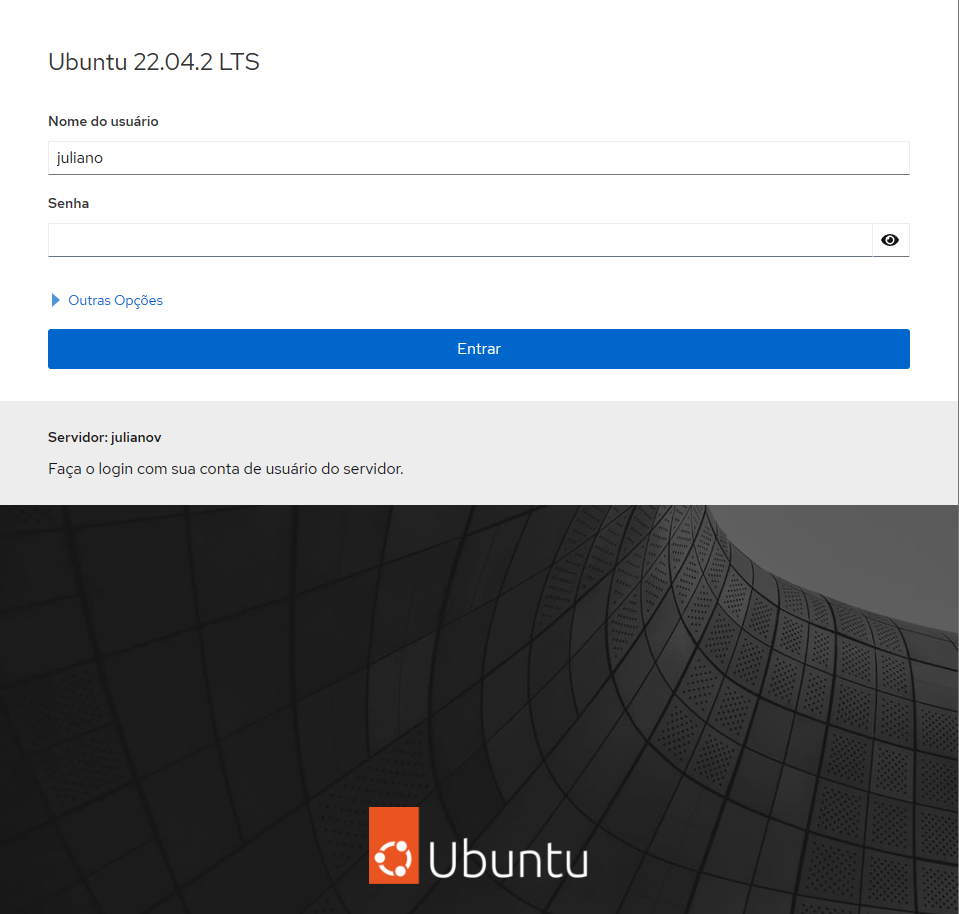 Ubuntu 22.04.2 LTS
Nome do usuário
juliano
Senha
Outras Opções
Entrar
Servidor: julianov
Faça o login com sua conta de usuário do servidor.
Ubuntu